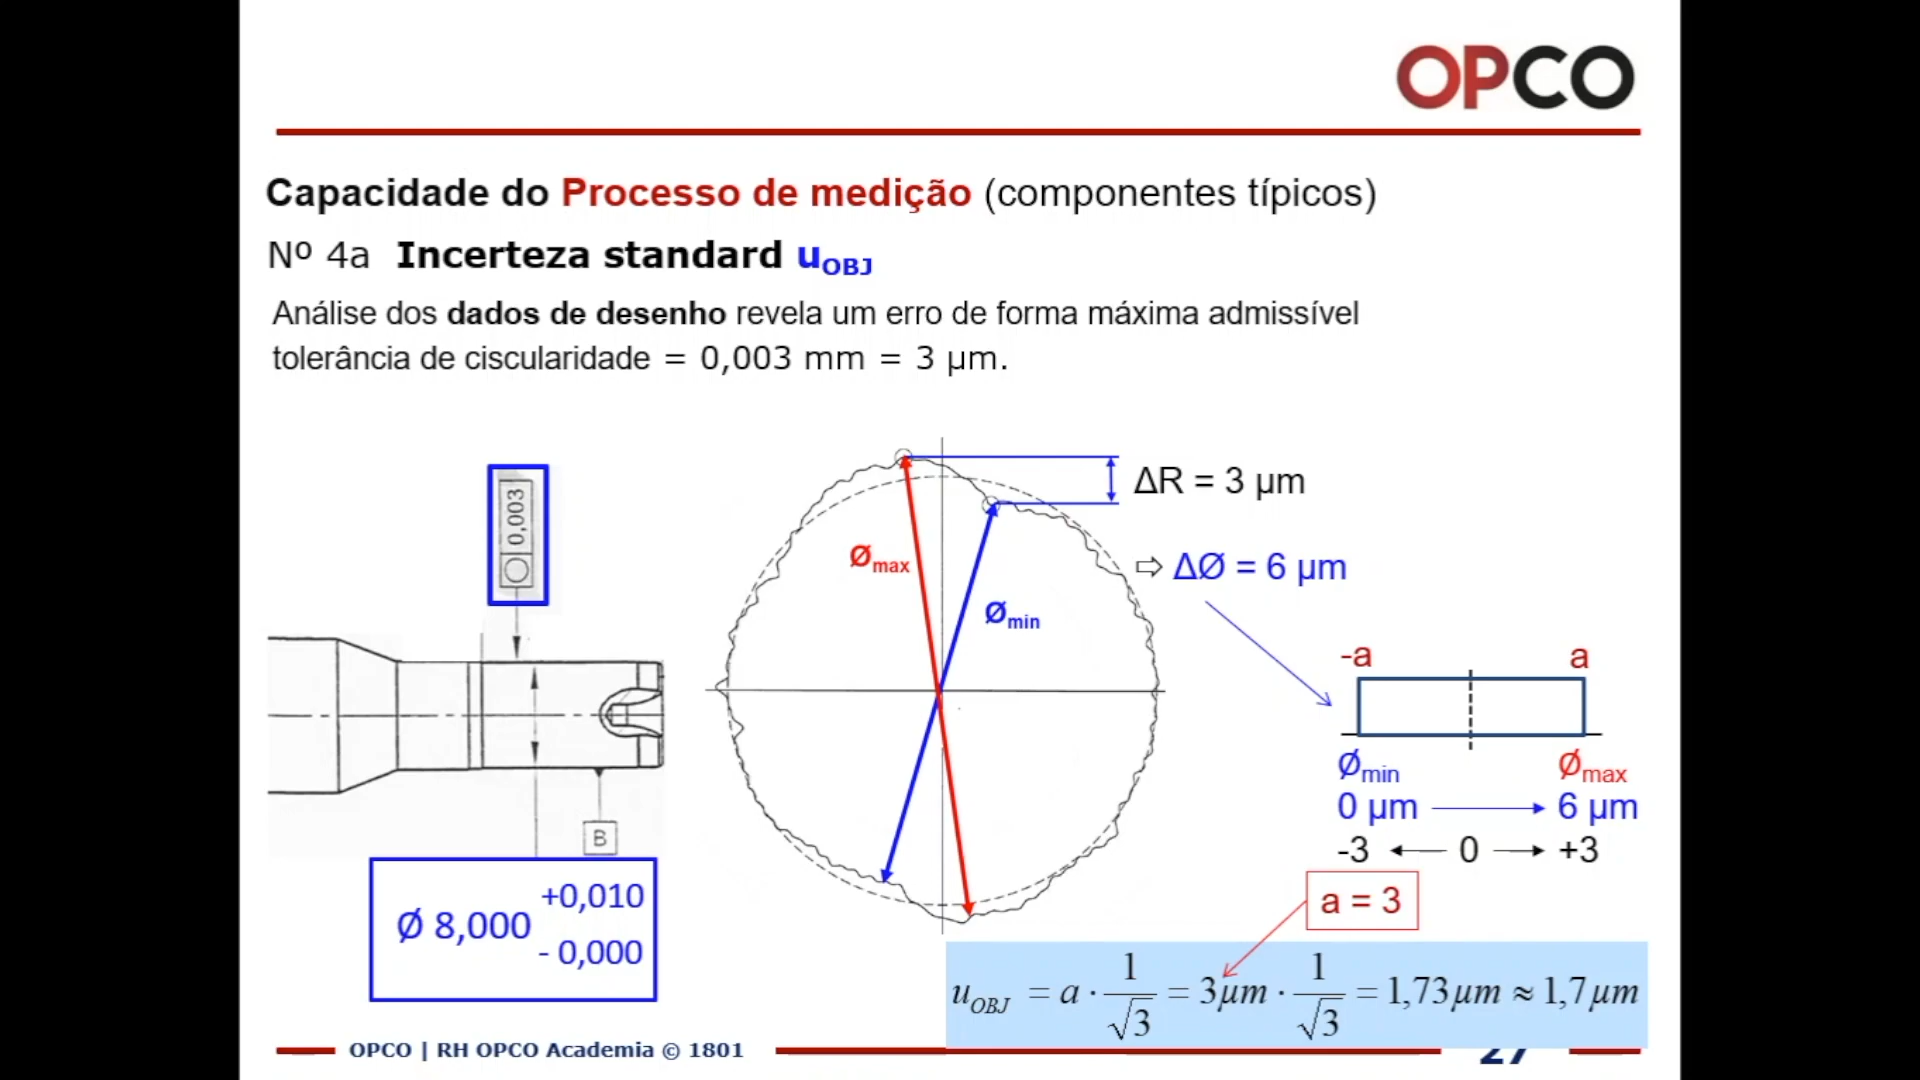 OPCO
Capacidade do Processo de medição (componentes típicos)
Nº 4a Incerteza standard uOBJ
Análise dos dados de desenho revela um erro de forma máxima admissível
tolerância de ciscularidade = 0,003 mm = 3 µm.
0,003
ΔR = 3 µm
Ømax
⇨ ΔØ = 6 µm
Ømin
-a a
Ømin Ømax
0 µm 6 µm
-3 0 +3
B
a = 3
Ø 8,000 +0,010
- 0,000
uOBJ = a · 1/√3 = 3µm · 1/√3 = 1,73µm ≈ 1,7µm
OPCO | RH OPCO Academia © 1801
27